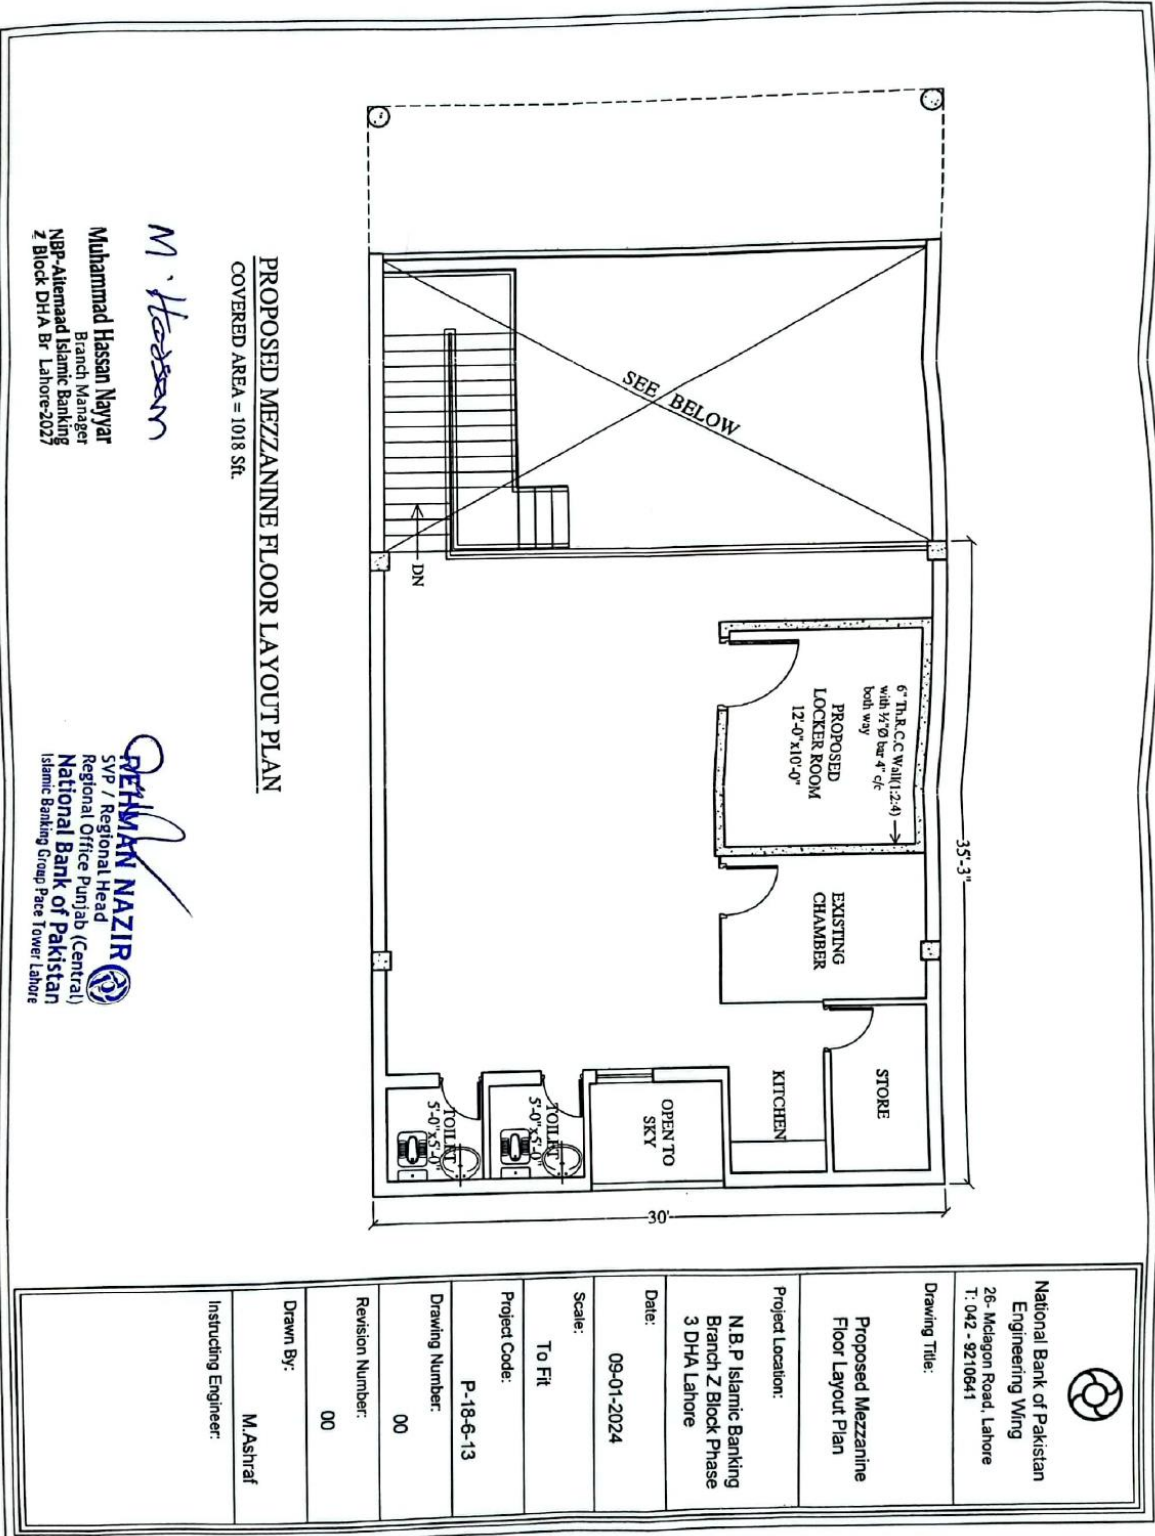 35'-3"
6" Th.R.C.C Wall(1:2:4)
with ½"Ø bar 4" c/c
both way
PROPOSED
LOCKER ROOM
12'-0"x10'-0"
EXISTING
CHAMBER
STORE
KITCHEN
SEE BELOW
OPEN TO
SKY
TOILET
5'-0"x5'-0"
TOILET
5'-0"x5'-0"
DN
30'
PROPOSED MEZZANINE FLOOR LAYOUT PLAN
COVERED AREA = 1018 Sft.
M. Hassan
Muhammad Hassan Nayyar
Branch Manager
NBP-Aitemaad Islamic Banking
Z Block DHA Br Lahore-2027
REHMAN NAZIR
SVP / Regional Head
Regional Office Punjab (Central)
National Bank of Pakistan
Islamic Banking Group Pace Tower Lahore
National Bank of Pakistan
Engineering Wing
26- Mclagon Road, Lahore
T: 042 - 9210641
Drawing Title:
Proposed Mezzanine
Floor Layout Plan
Project Location:
N.B.P Islamic Banking
Branch Z Block Phase
3 DHA Lahore
Date:
09-01-2024
Scale:
To Fit
Project Code:
P-18-6-13
Drawing Number:
00
Revision Number:
00
Drawn By:
M.Ashraf
Instructing Engineer: